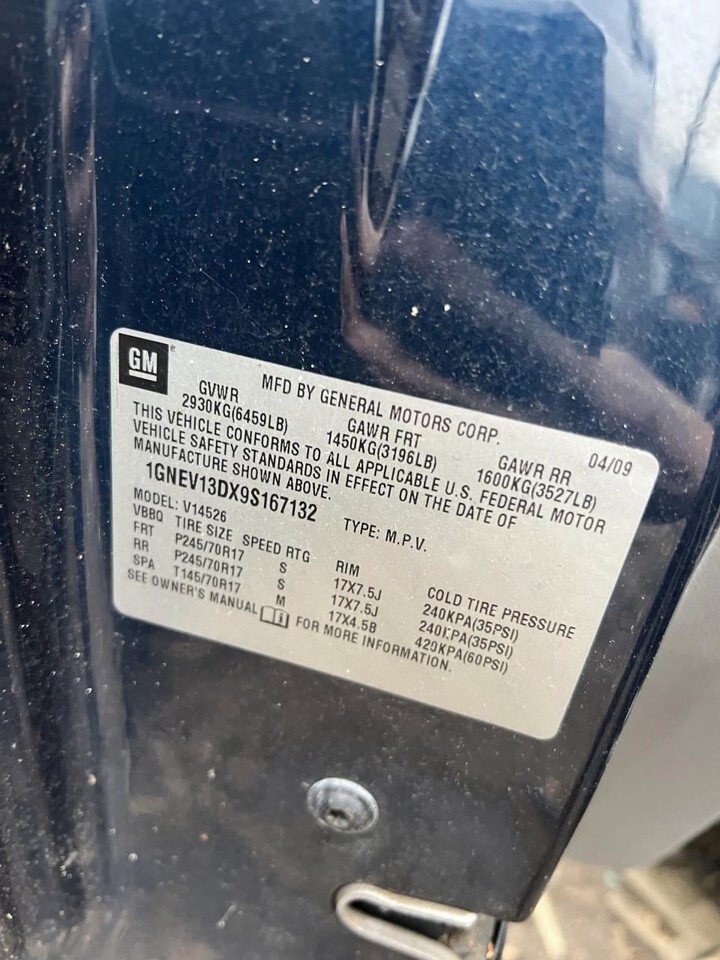 GM
MFD BY GENERAL MOTORS CORP. 04/09
GVWR GAWR FRT GAWR RR
2930KG(6459LB) 1450KG(3196LB) 1600KG(3527LB)
THIS VEHICLE CONFORMS TO ALL APPLICABLE U.S. FEDERAL MOTOR
VEHICLE SAFETY STANDARDS IN EFFECT ON THE DATE OF
MANUFACTURE SHOWN ABOVE.
1GNEV13DX9S167132 TYPE: M.P.V.
MODEL: V14526
VBBQ TIRE SIZE SPEED RTG RIM COLD TIRE PRESSURE
FRT P245/70R17 S 17X7.5J 240KPA(35PSI)
RR P245/70R17 S 17X7.5J 240KPA(35PSI)
SPA T145/70R17 M 17X4.5B 420KPA(60PSI)
SEE OWNER'S MANUAL FOR MORE INFORMATION.